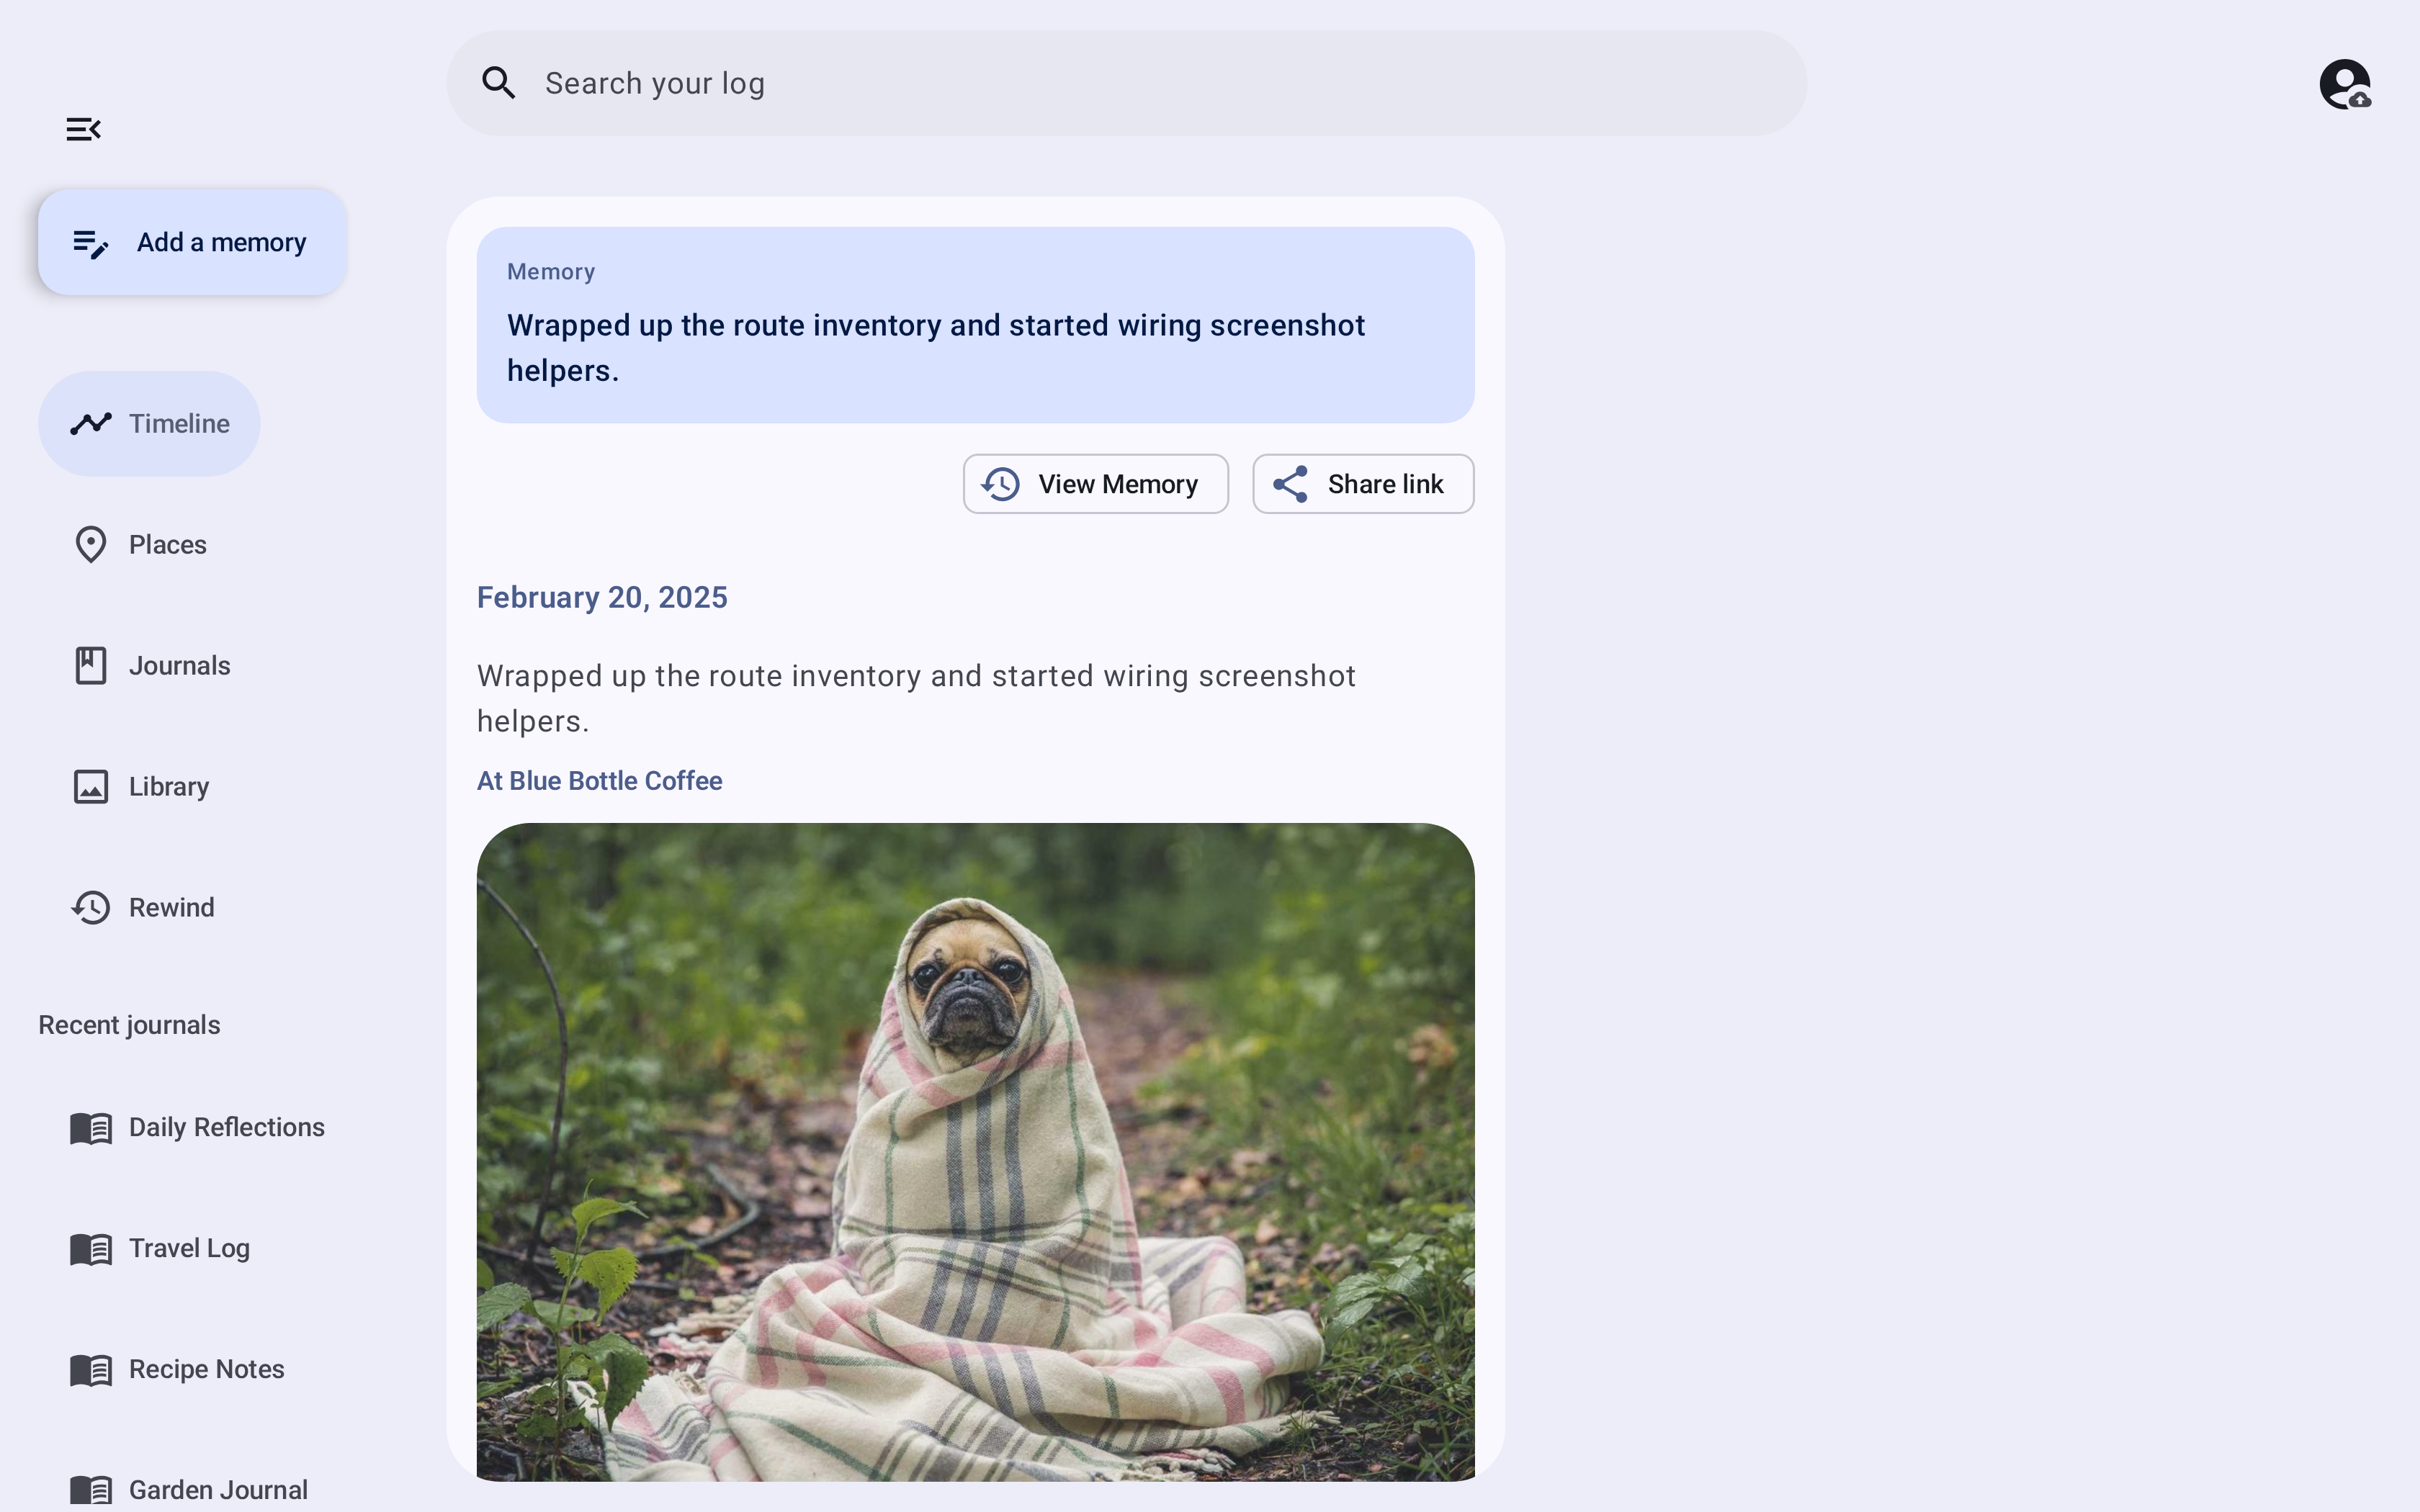 Search your log
Add a memory
Timeline
Places
Journals
Library
Rewind
Recent journals
Daily Reflections
Travel Log
Recipe Notes
Garden Journal
Memory
Wrapped up the route inventory and started wiring screenshot
helpers.
View Memory
Share link
February 20, 2025
Wrapped up the route inventory and started wiring screenshot
helpers.
At Blue Bottle Coffee